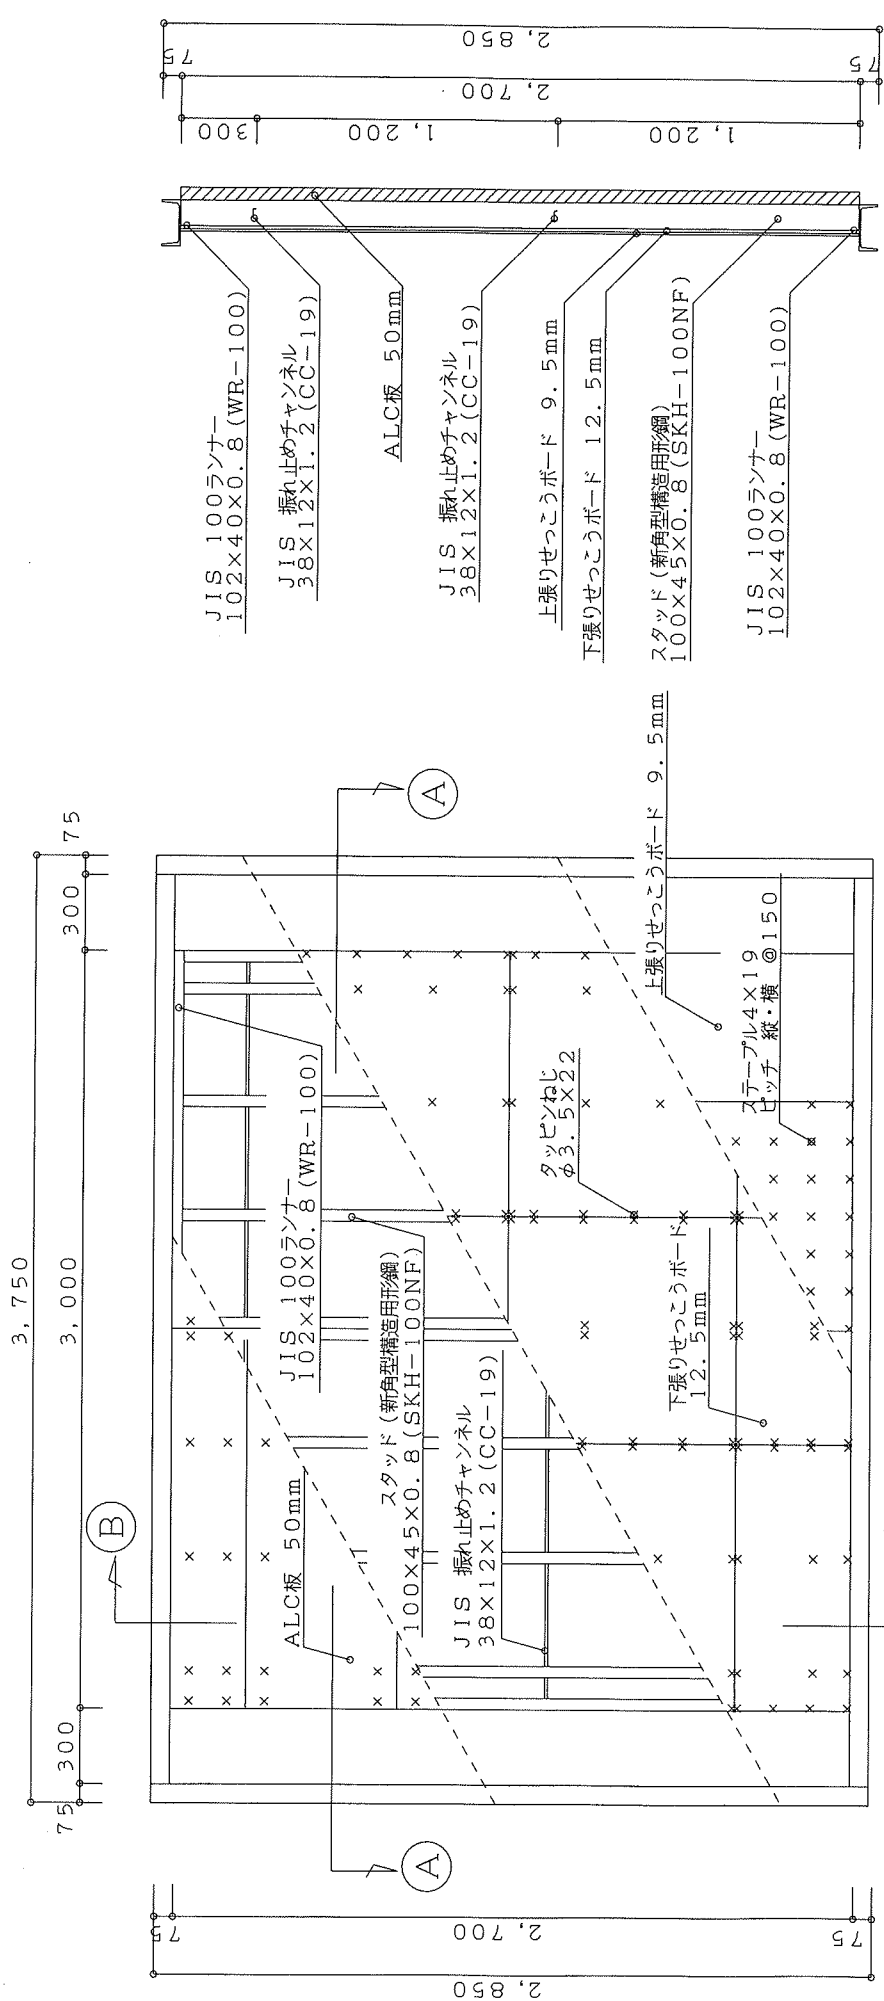 3,750
75
300
3,000
300
75
2,850
75
2,700
75
B
A
A
ALC板 50mm
JIS 100ランナー
102×40×0.8(WR-100)
スタッド(新角型構造用形鋼)
100×45×0.8(SKH-100NF)
JIS 振れ止めチャンネル
38×12×1.2(CC-19)
タッピンねじ
φ3.5×22
下張りせっこうボード
12.5mm
上張りせっこうボード 9.5mm
ステープル4×19
ピッチ 縦・横 @150
JIS 100ランナー
102×40×0.8(WR-100)
JIS 振れ止めチャンネル
38×12×1.2(CC-19)
ALC板 50mm
JIS 振れ止めチャンネル
38×12×1.2(CC-19)
上張りせっこうボード 9.5mm
下張りせっこうボード 12.5mm
スタッド(新角型構造用形鋼)
100×45×0.8(SKH-100NF)
JIS 100ランナー
102×40×0.8(WR-100)
300
1,200
1,200
75
2,700
75
2,850